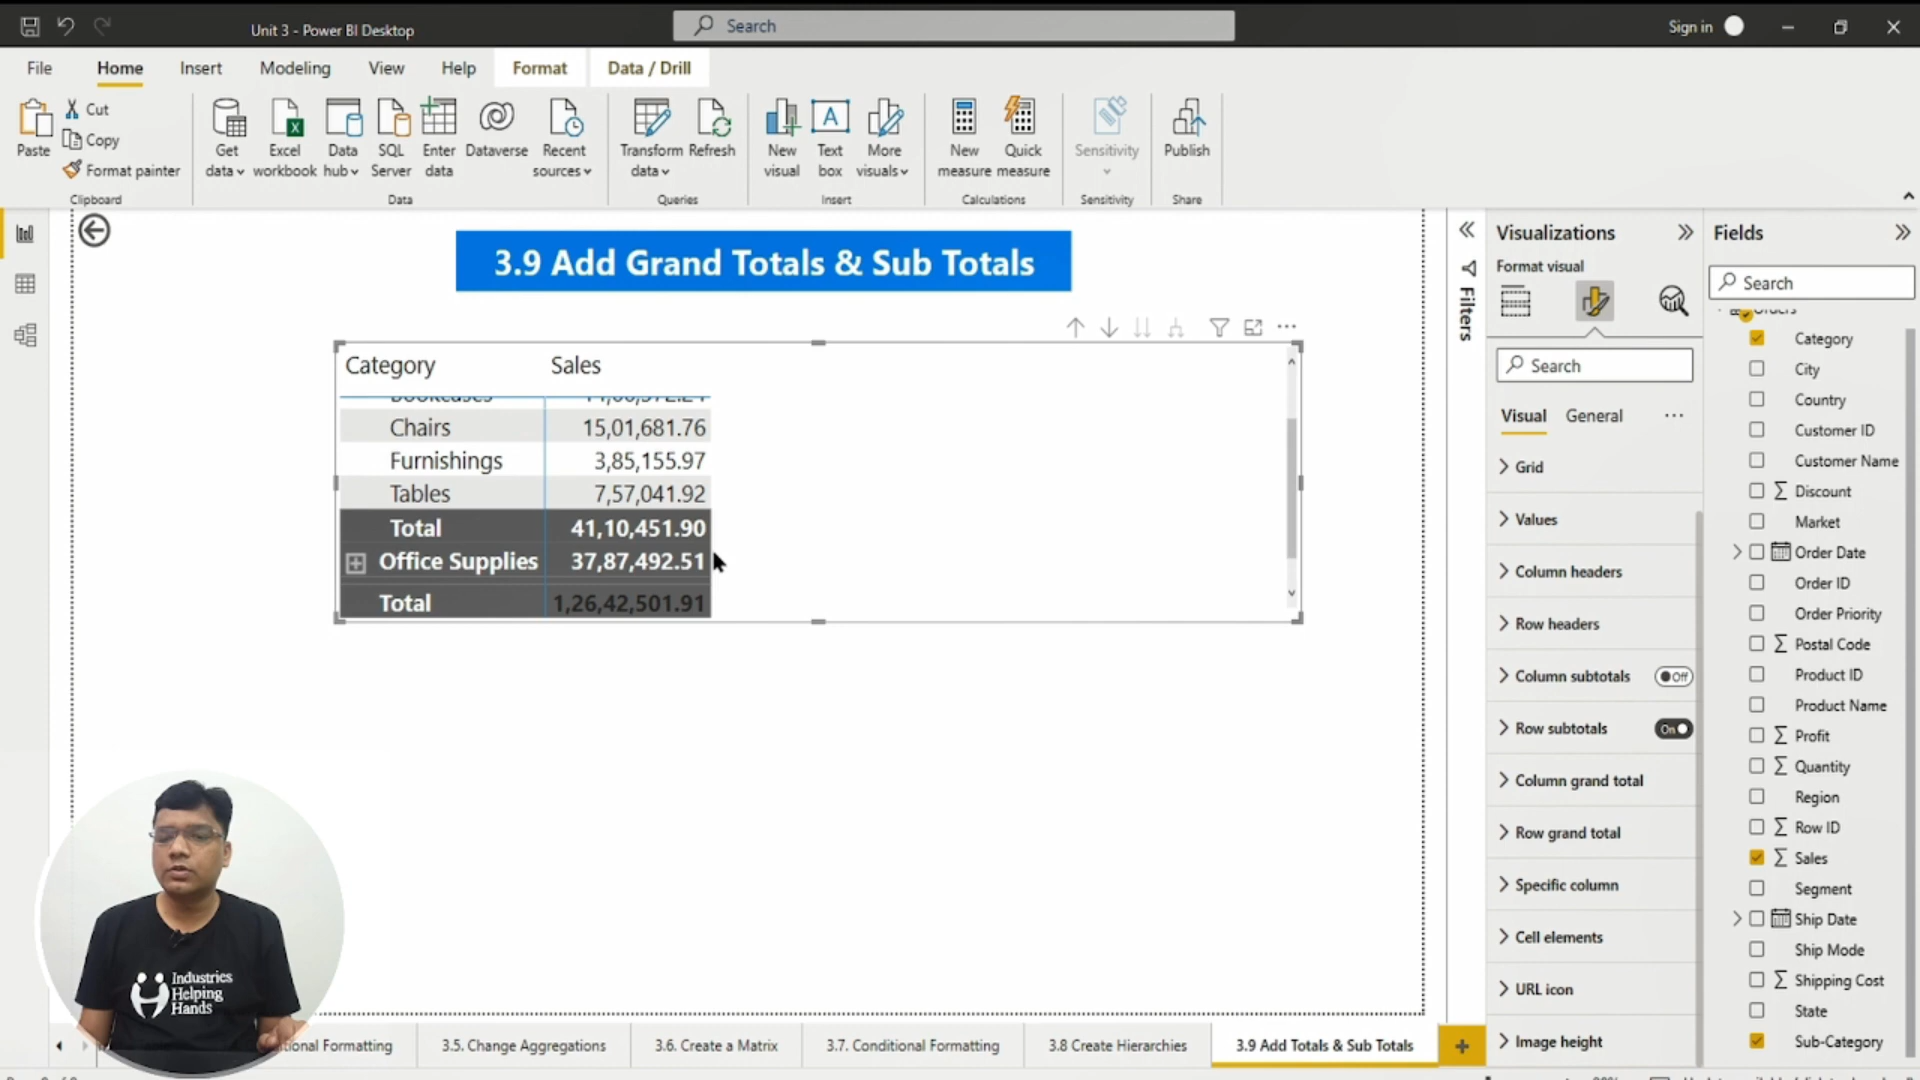 Unit 3 - Power BI Desktop
Search
Sign in
File Home Insert Modeling View Help Format Data / Drill
Paste
Cut
Copy
Format painter
Clipboard
Get data
Excel workbook
Data hub
SQL Server
Enter data
Dataverse
Recent sources
Data
Transform data
Refresh
Queries
New visual
Text box
More visuals
Insert
New measure
Quick measure
Calculations
Sensitivity
Sensitivity
Publish
Share
3.9 Add Grand Totals & Sub Totals
Category Sales
Chairs 15,01,681.76
Furnishings 3,85,155.97
Tables 7,57,041.92
Total 41,10,451.90
Office Supplies 37,87,492.51
Total 1,26,42,501.91
Filters
Visualizations
Format visual
Search
Visual General
Grid
Values
Column headers
Row headers
Column subtotals Off
Row subtotals On
Column grand total
Row grand total
Specific column
Cell elements
URL icon
Image height
Fields
Search
Category
City
Country
Customer ID
Customer Name
Discount
Market
Order Date
Order ID
Order Priority
Postal Code
Product ID
Product Name
Profit
Quantity
Region
Row ID
Sales
Segment
Ship Date
Ship Mode
Shipping Cost
State
Sub-Category
Industries
Helping
Hands
Formatting 3.5. Change Aggregations 3.6. Create a Matrix 3.7. Conditional Formatting 3.8 Create Hierarchies 3.9 Add Totals & Sub Totals